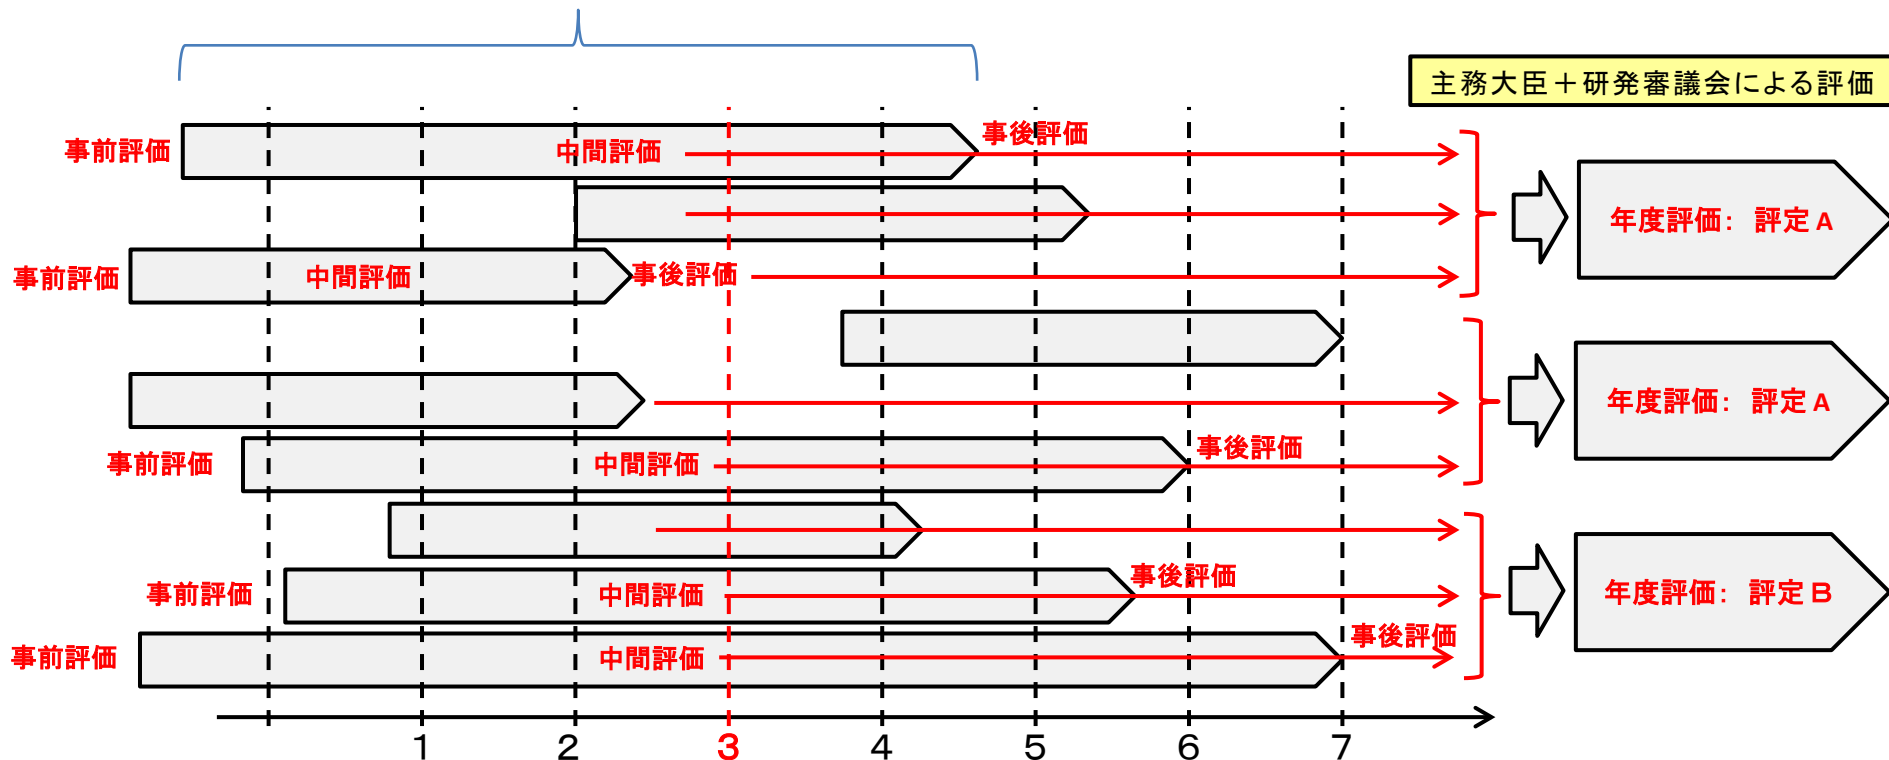 主務大臣＋研発審議会による評価
事前評価
中間評価
事後評価
年度評価： 評定A
事前評価
中間評価
事後評価
年度評価： 評定A
事前評価
中間評価
事後評価
事前評価
中間評価
事後評価
年度評価： 評定B
事前評価
中間評価
事後評価
1 2 3 4 5 6 7